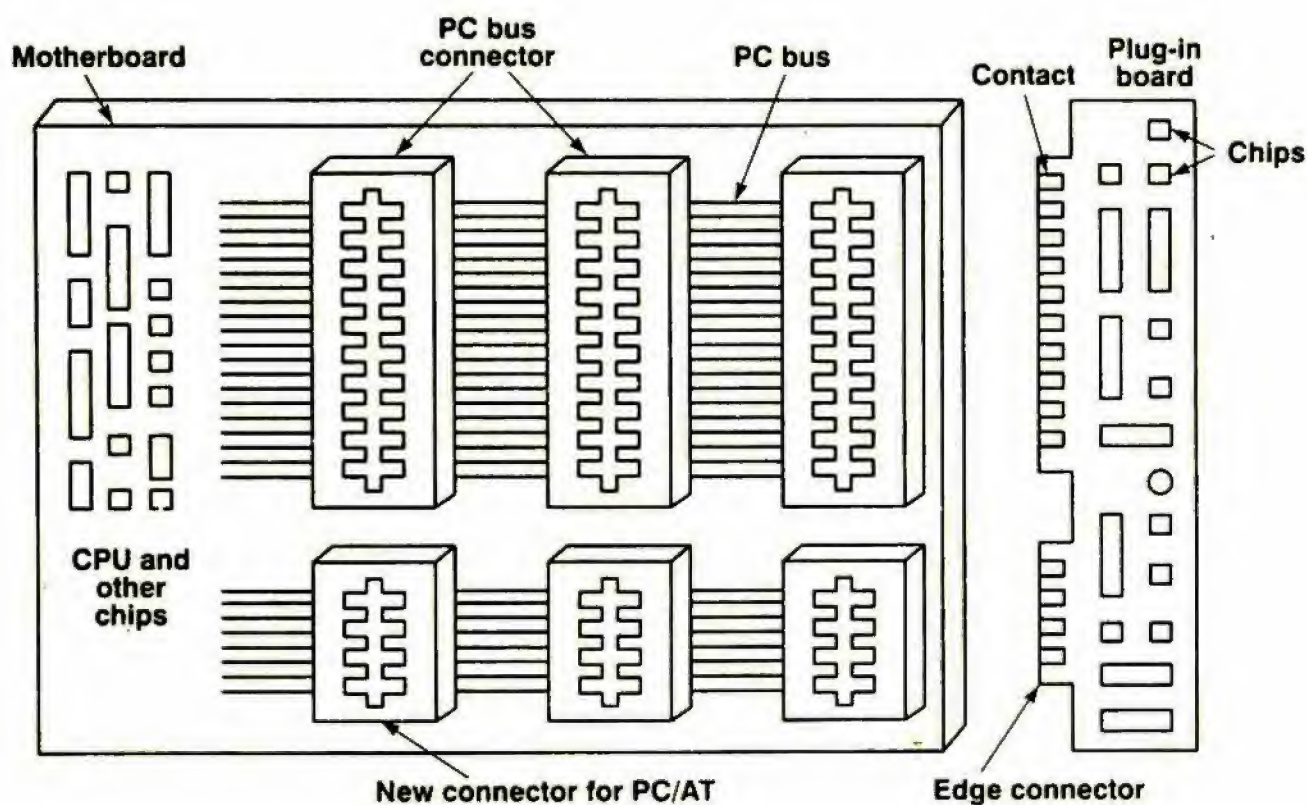 PC bus
connector
Motherboard
PC bus
Plug-in
board
Contact
Chips
CPU and
other
chips
New connector for PC/AT
Edge connector